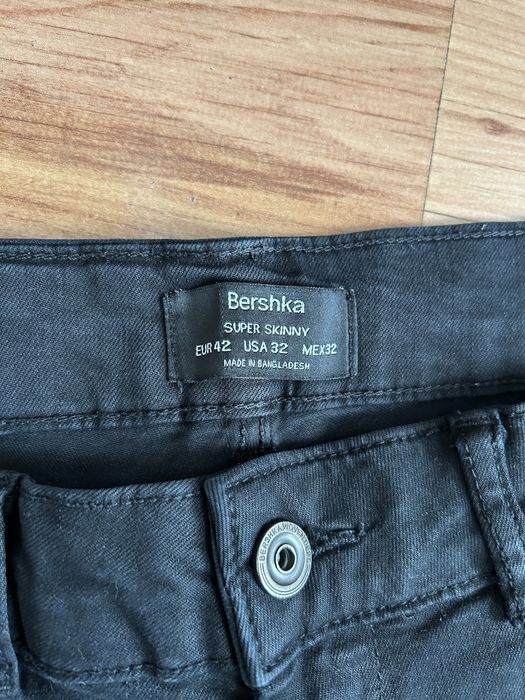 Bershka
SUPER SKINNY
EUR 42 USA 32 MEX 32
MADE IN BANGLADESH
BERSHKA